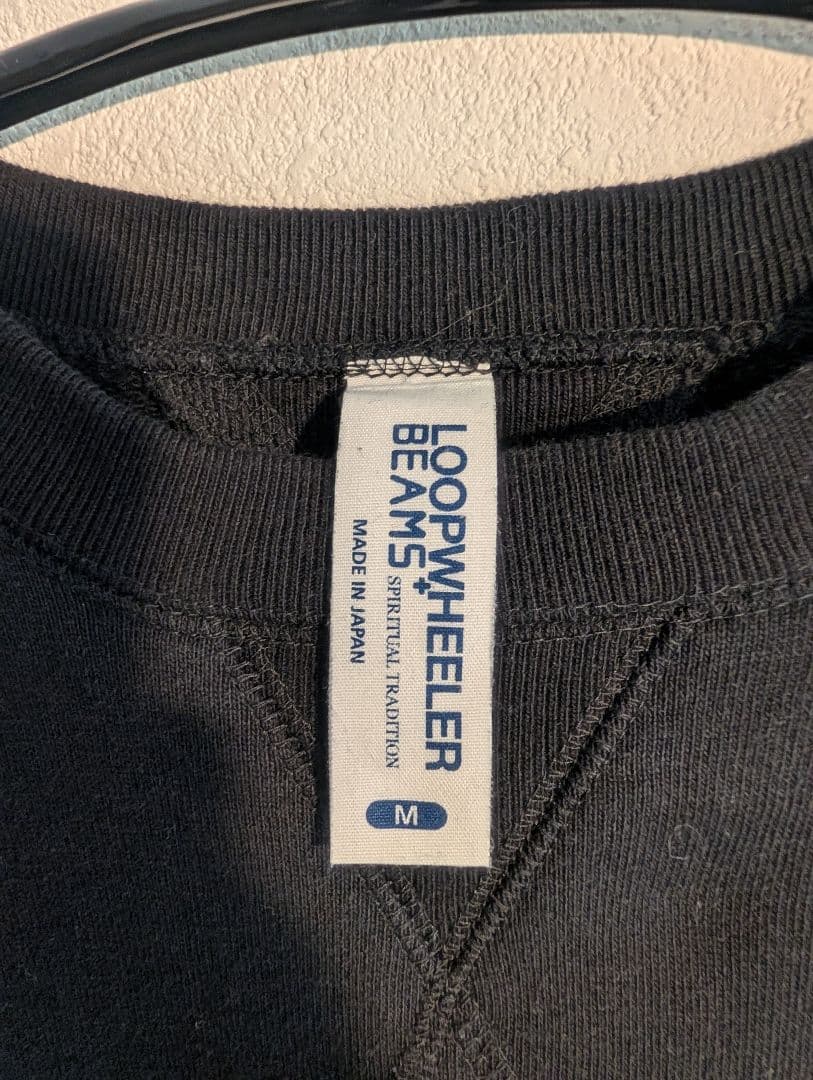 LOOPWHEELER
BEAMS+
SPIRITUAL TRADITION
MADE IN JAPAN
M